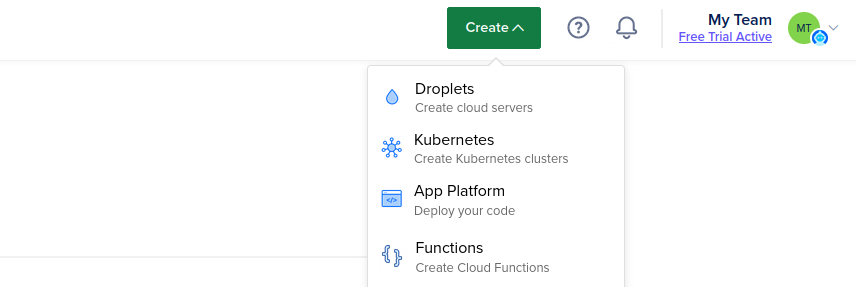 Create
My Team
Free Trial Active
MT
Droplets
Create cloud servers
Kubernetes
Create Kubernetes clusters
</>
App Platform
Deploy your code
Functions
Create Cloud Functions